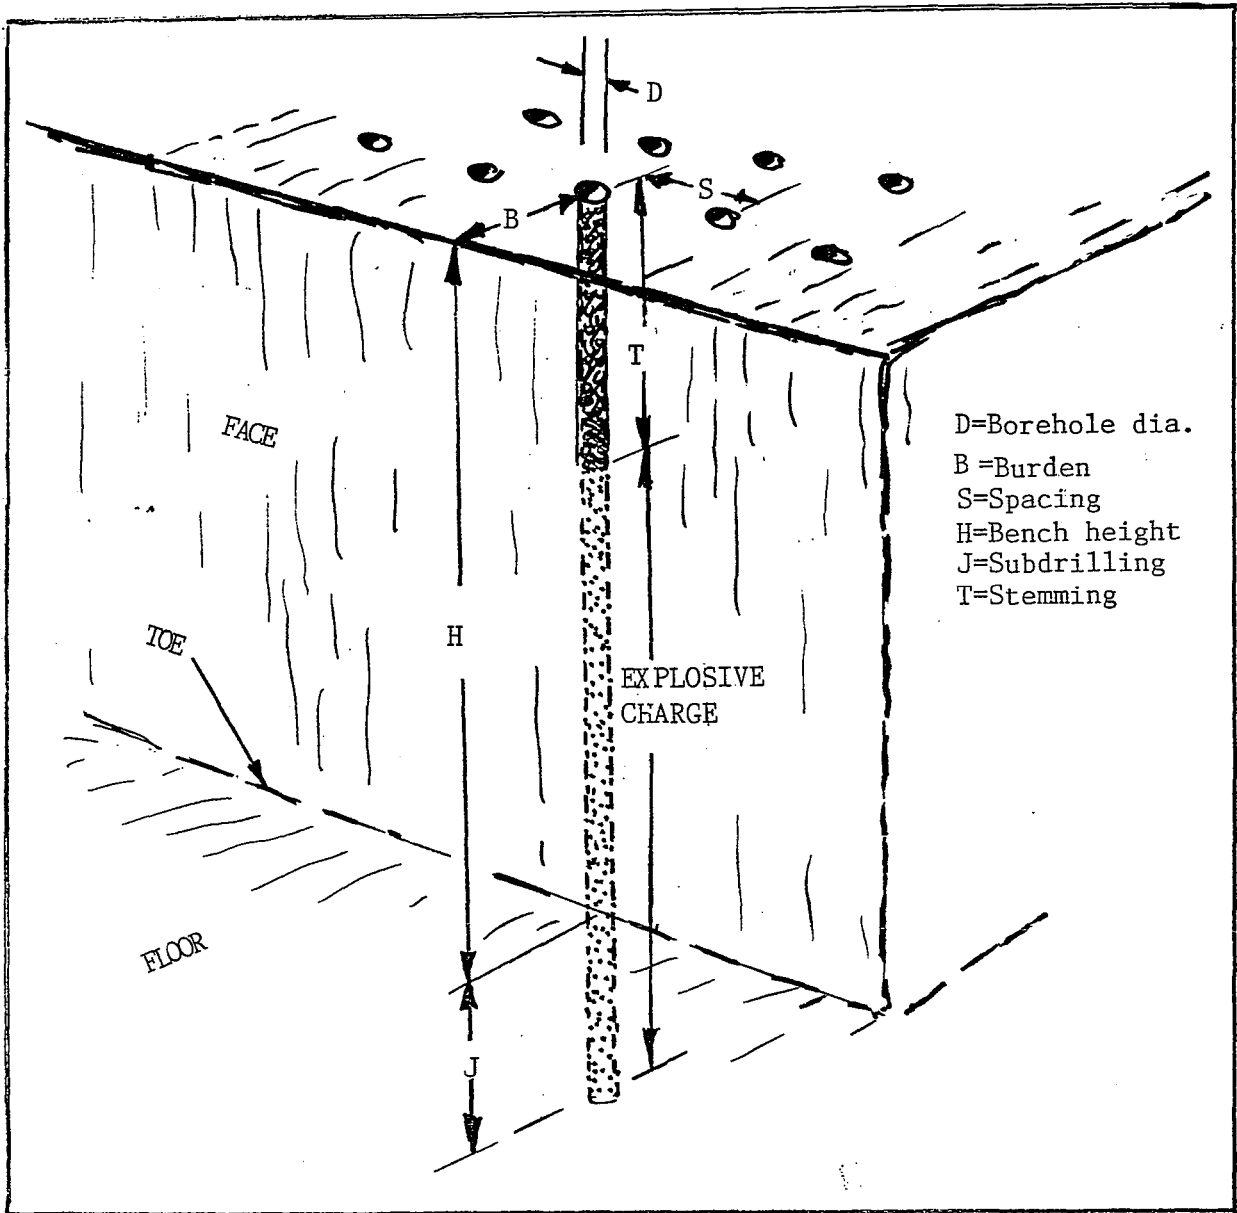 D
S
B
T
FACE
D=Borehole dia.
B =Burden
S=Spacing
H=Bench height
J=Subdrilling
T=Stemming
H
TOE
EXPLOSIVE
CHARGE
FLOOR
J